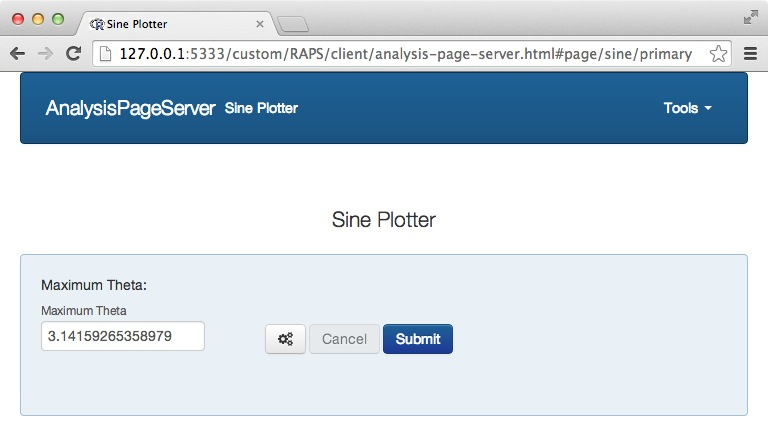 Sine Plotter
127.0.0.1:5333/custom/RAPS/client/analysis-page-server.html#page/sine/primary
AnalysisPageServer Sine Plotter Tools
Sine Plotter
Maximum Theta:
Maximum Theta
3.14159265358979 Cancel Submit